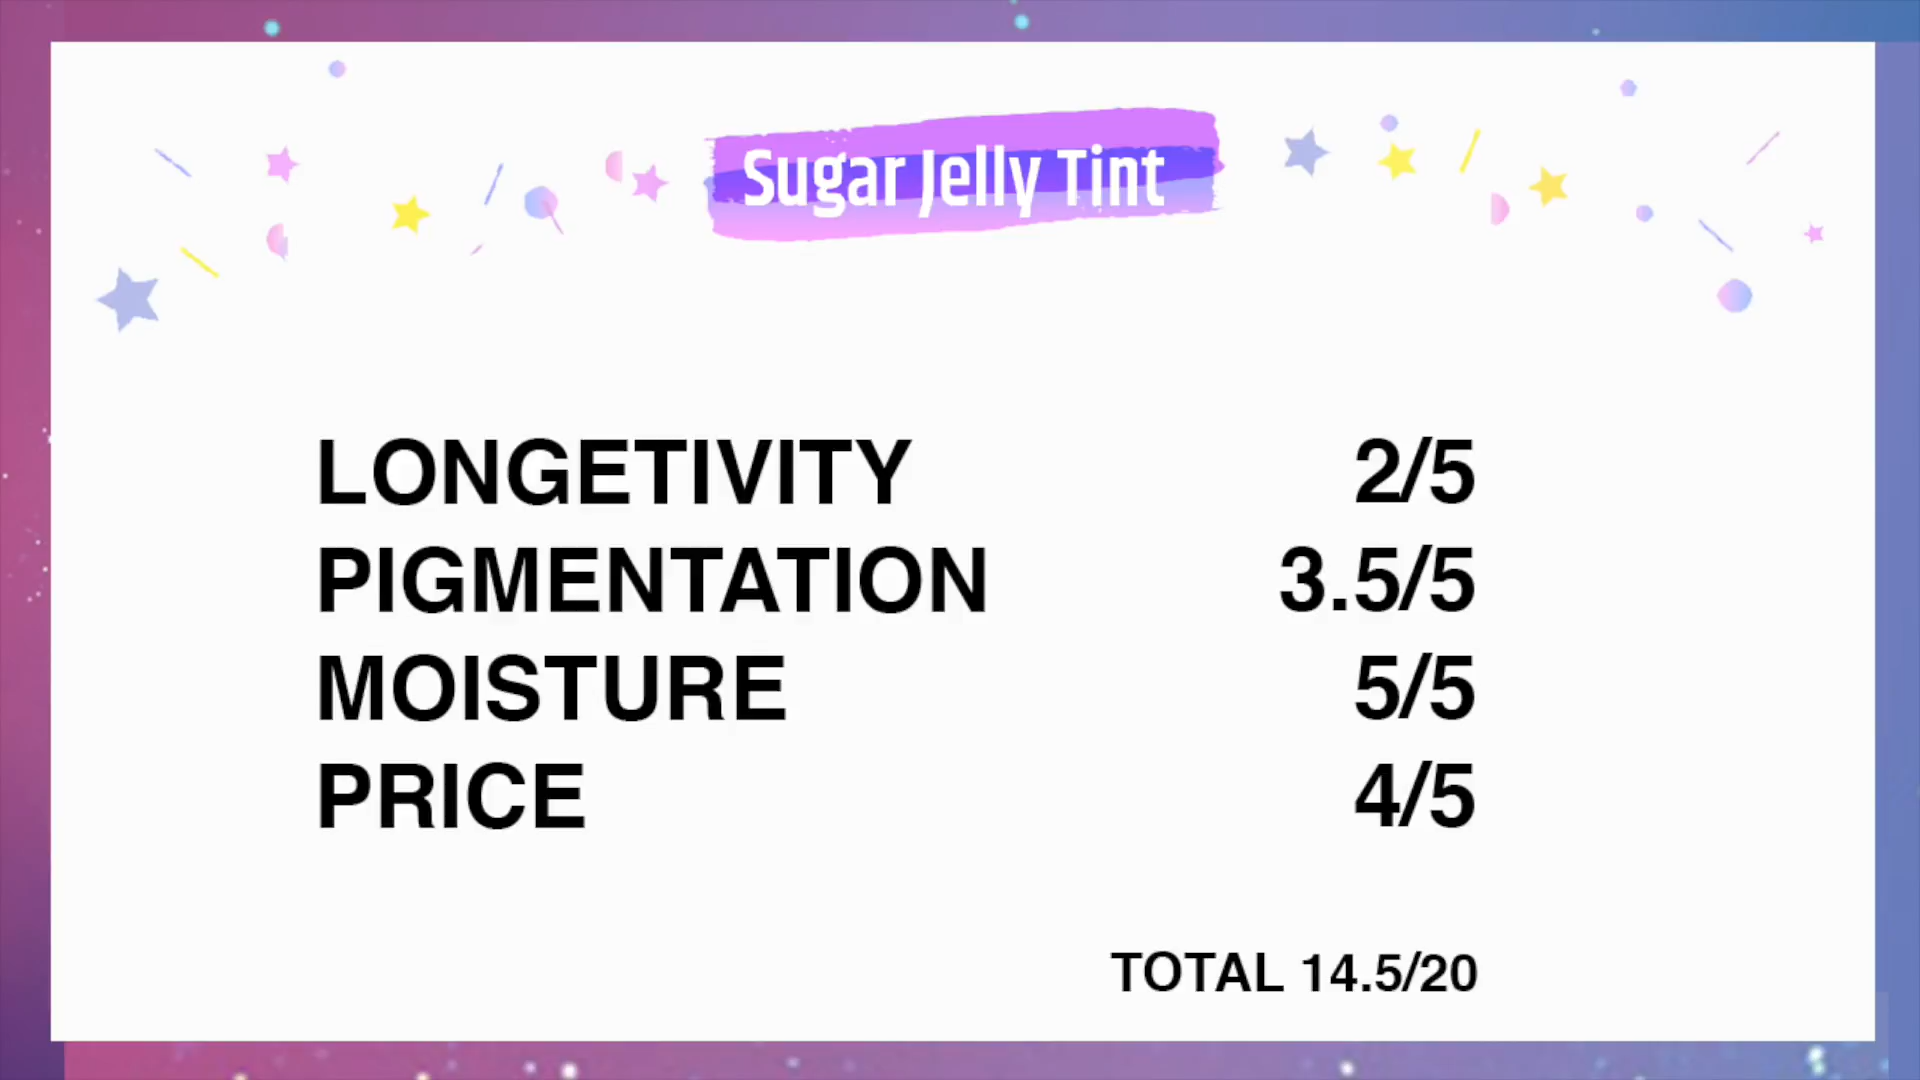 Sugar Jelly Tint
LONGETIVITY 2/5
PIGMENTATION 3.5/5
MOISTURE 5/5
PRICE 4/5
TOTAL 14.5/20